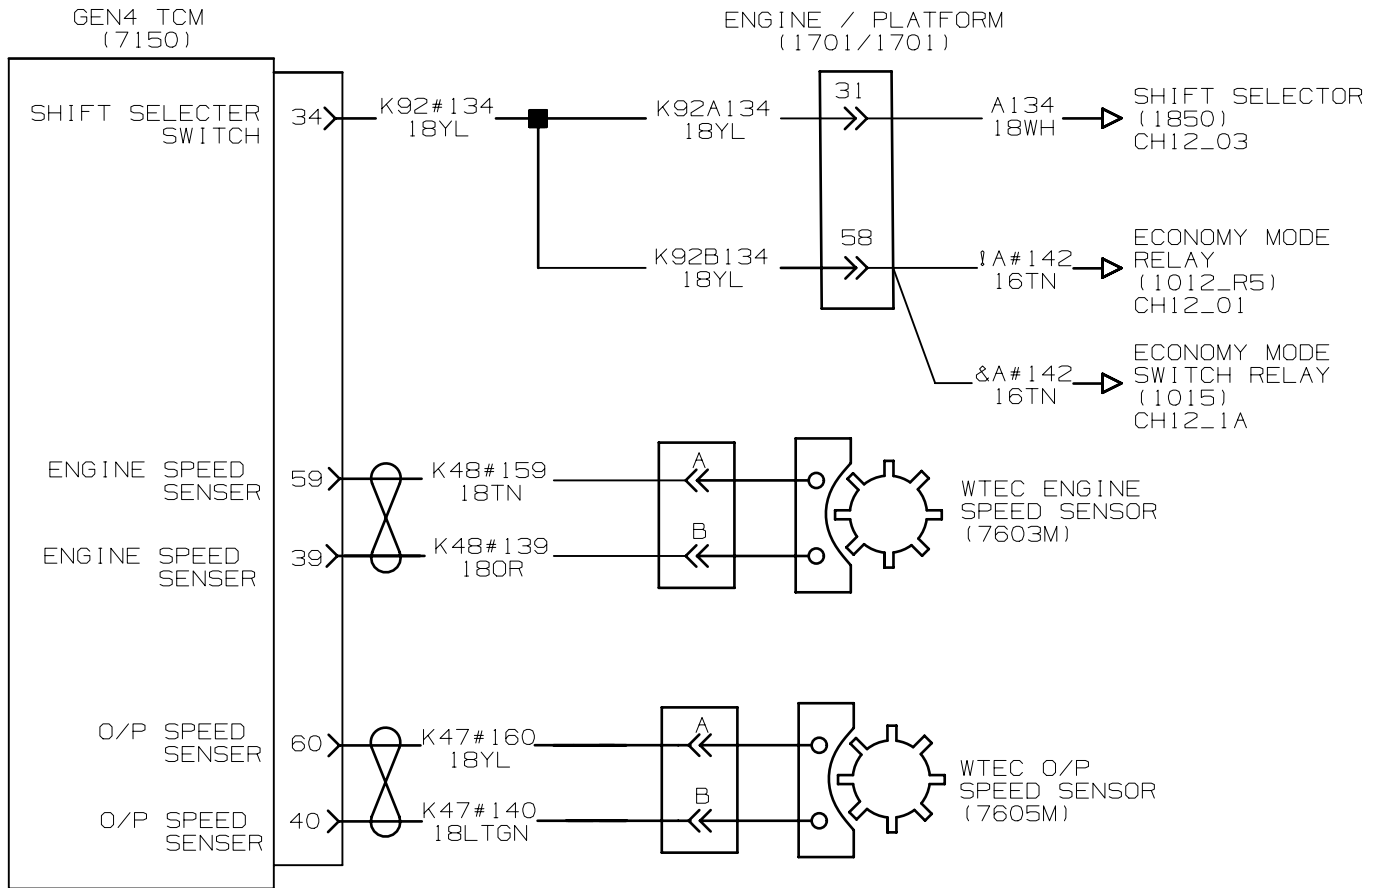 GEN4 TCM
(7150)
ENGINE / PLATFORM
(1701/1701)
SHIFT SELECTER
SWITCH
34
K92#134
18YL
K92A134
18YL
31
A134
18WH
SHIFT SELECTOR
(1850)
CH12_03
K92B134
18YL
58
!A#142
16TN
ECONOMY MODE
RELAY
(1012_R5)
CH12_01
&A#142
16TN
ECONOMY MODE
SWITCH RELAY
(1015)
CH12_1A
ENGINE SPEED
SENSER
59
K48#159
18TN
A
ENGINE SPEED
SENSER
39
K48#139
18OR
B
WTEC ENGINE
SPEED SENSOR
(7603M)
O/P SPEED
SENSER
60
K47#160
18YL
A
O/P SPEED
SENSER
40
K47#140
18LTGN
B
WTEC O/P
SPEED SENSOR
(7605M)